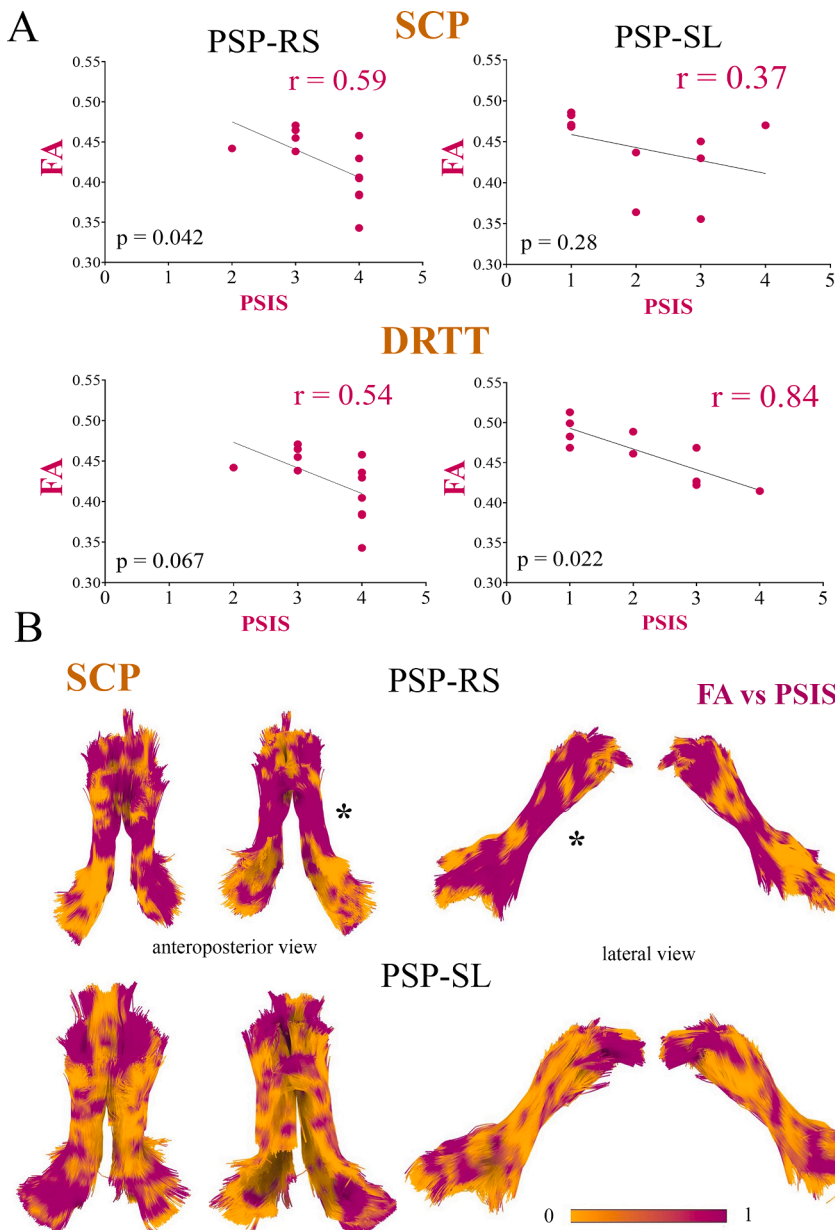 A
SCP
PSP-RS
PSP-SL
r = 0.59
r = 0.37
0.55
0.50
0.45
0.40
0.35
0.30
FA
p = 0.042
0 1 2 3 4 5
PSIS
0.55
0.50
0.45
0.40
0.35
0.30
FA
p = 0.28
0 1 2 3 4 5
PSIS
DRTT
r = 0.54
r = 0.84
0.55
0.50
0.45
0.40
0.35
0.30
FA
p = 0.067
0 1 2 3 4 5
PSIS
0.55
0.50
0.45
0.40
0.35
0.30
FA
p = 0.022
0 1 2 3 4 5
PSIS
B
SCP
PSP-RS
FA vs PSIS
*
*
anteroposterior view
lateral view
PSP-SL
0 1